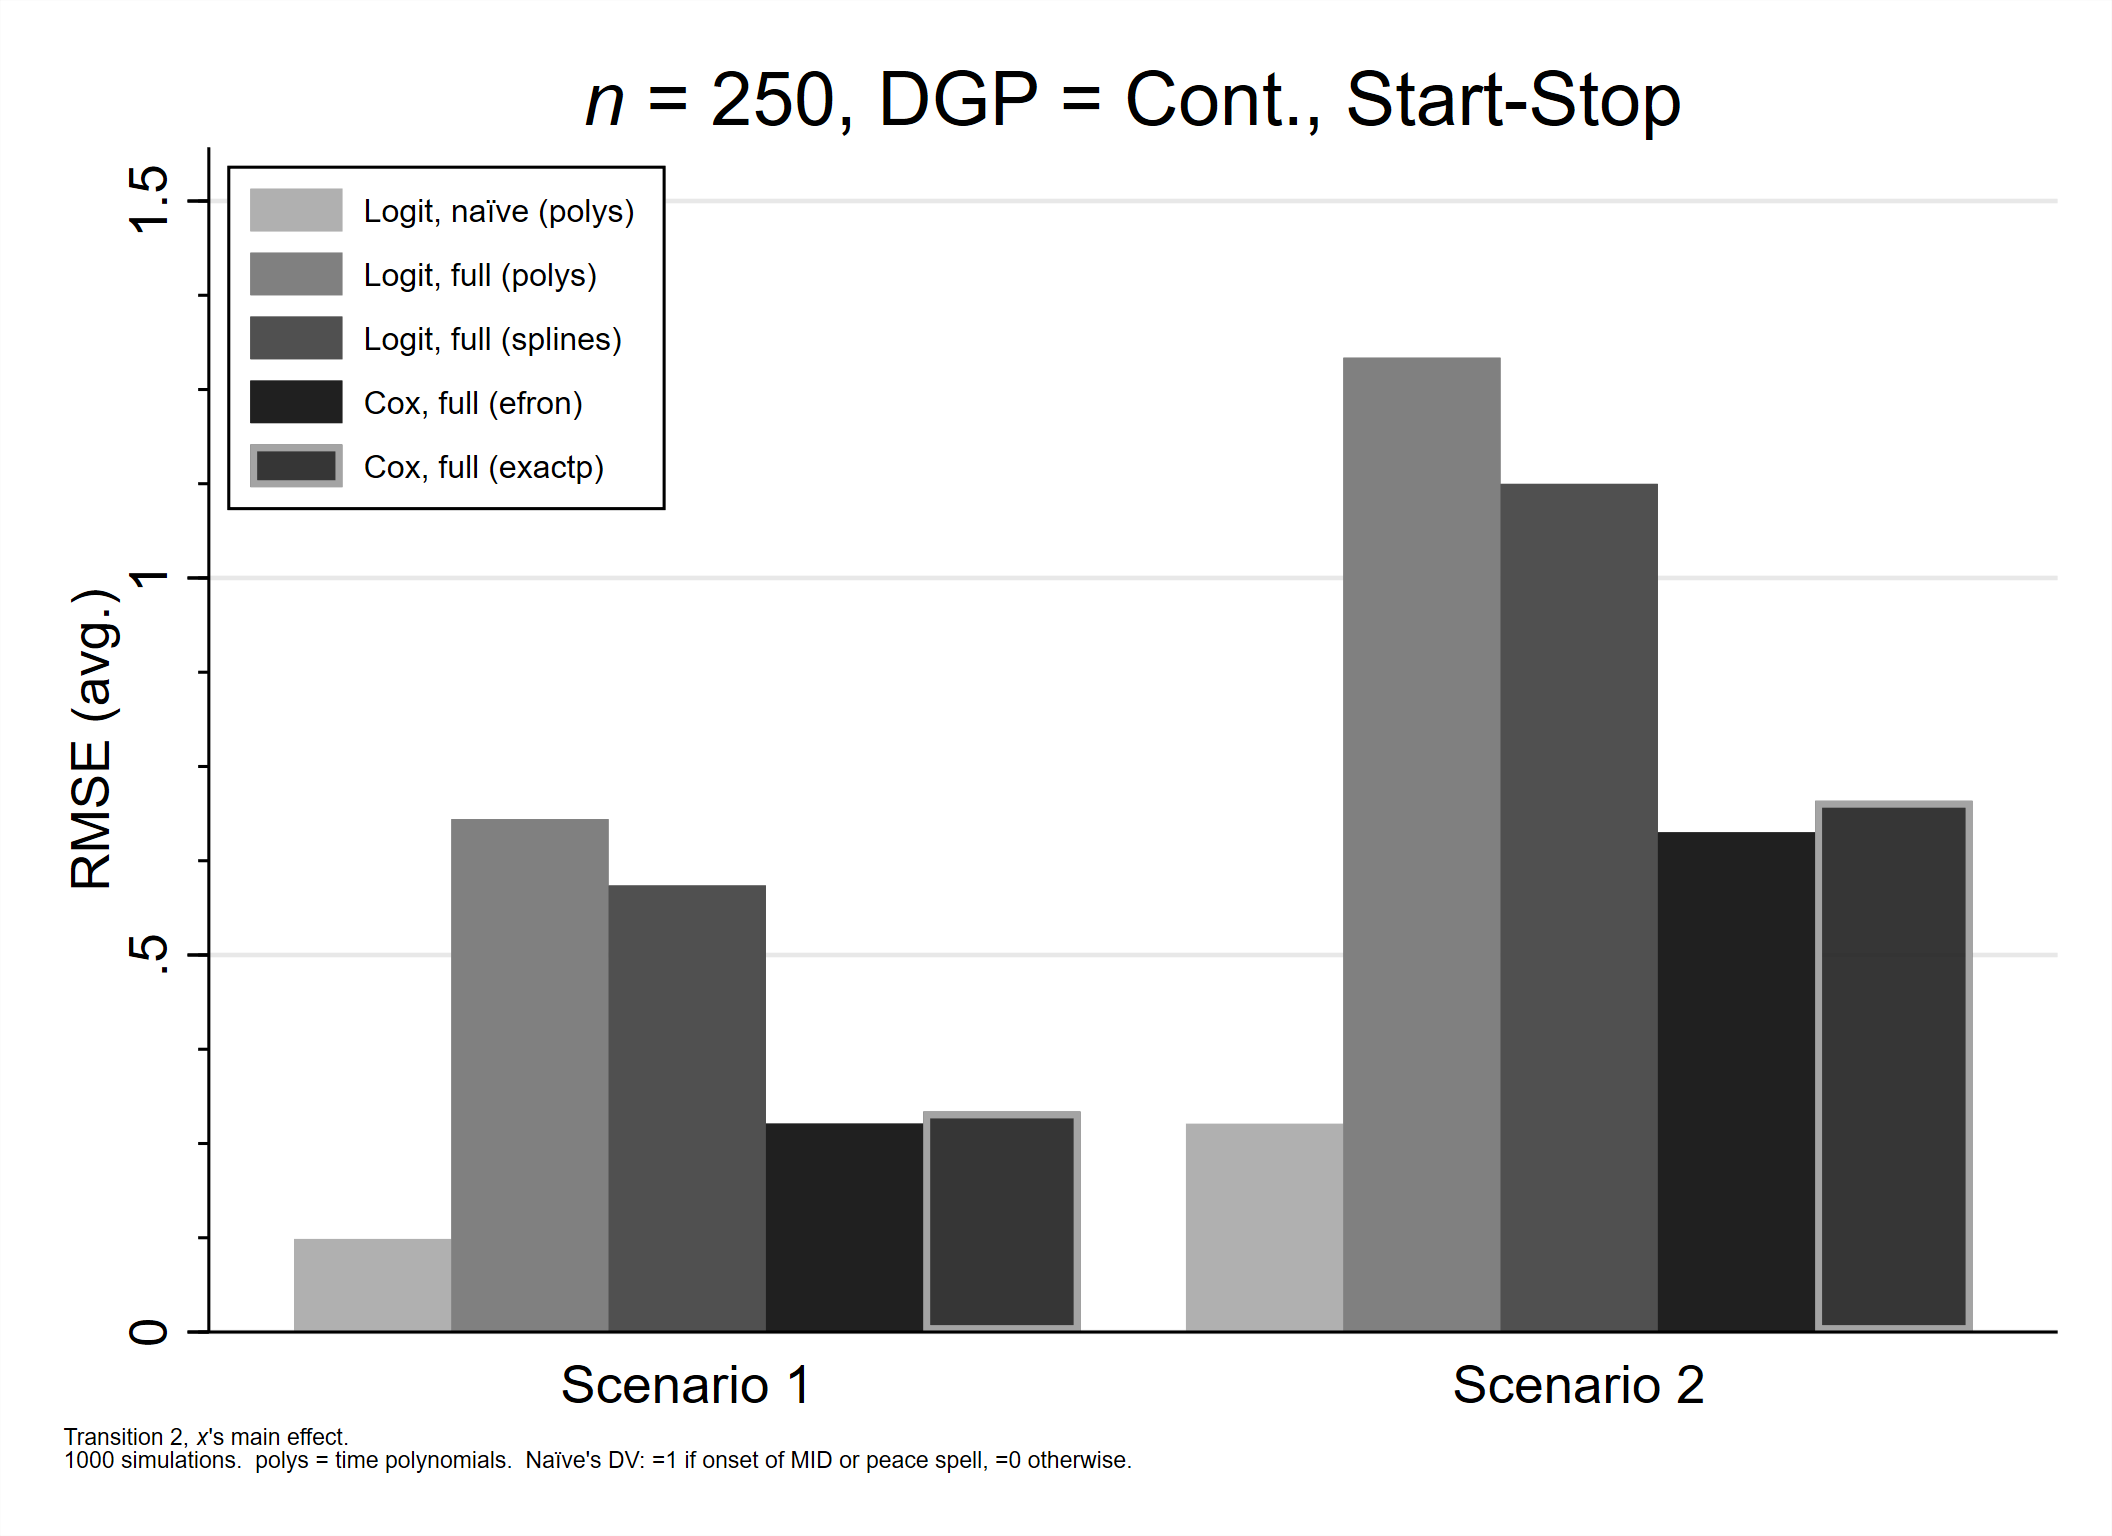 n = 250, DGP = Cont., Start-Stop
Logit, naïve (polys)
Logit, full (polys)
Logit, full (splines)
Cox, full (efron)
Cox, full (exactp)
RMSE (avg.)
1.5
1
.5
0
Scenario 1
Scenario 2
Transition 2, x's main effect.
1000 simulations.  polys = time polynomials.  Naïve's DV: =1 if onset of MID or peace spell, =0 otherwise.